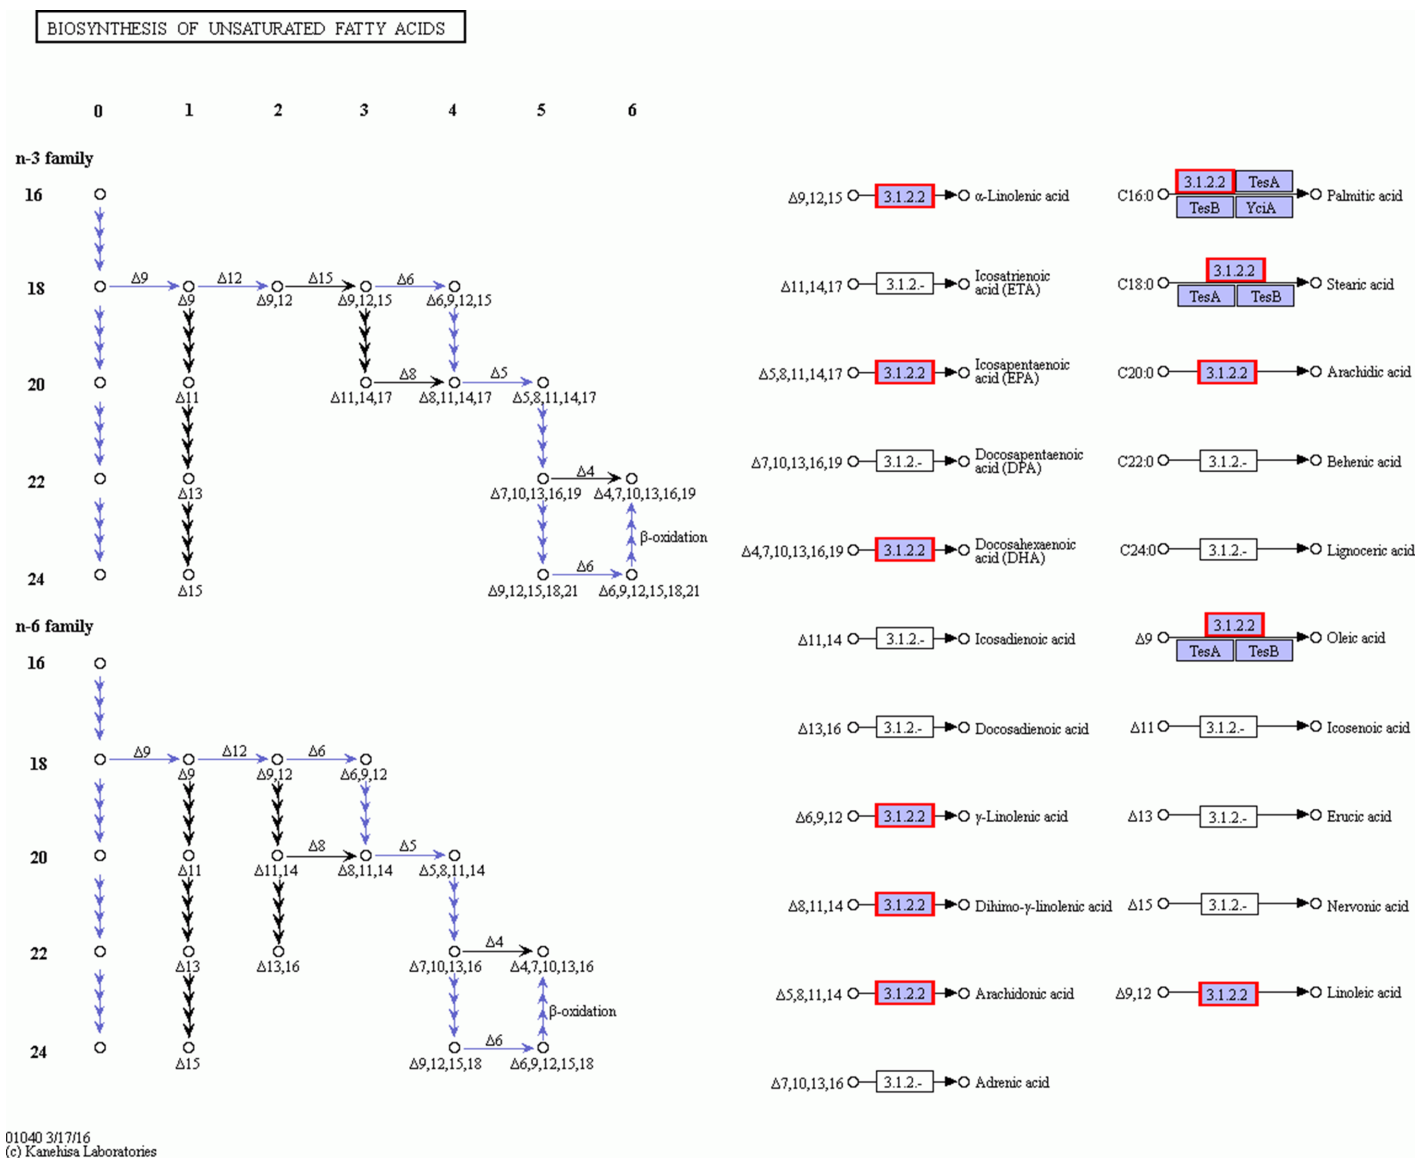 BIOSYNTHESIS OF UNSATURATED FATTY ACIDS
0 1 2 3 4 5 6
n-3 family
16
18
Δ9 Δ12 Δ15 Δ6
Δ9 Δ9,12 Δ9,12,15 Δ6,9,12,15
20
Δ8 Δ5
Δ11 Δ11,14,17 Δ8,11,14,17 Δ5,8,11,14,17
22
Δ4
Δ13 Δ7,10,13,16,19 Δ4,7,10,13,16,19
β-oxidation
24
Δ6
Δ15 Δ9,12,15,18,21 Δ6,9,12,15,18,21
n-6 family
16
18
Δ9 Δ12 Δ6
Δ9 Δ9,12 Δ6,9,12
20
Δ8 Δ5
Δ11 Δ11,14 Δ8,11,14 Δ5,8,11,14
22
Δ4
Δ13 Δ13,16 Δ7,10,13,16 Δ4,7,10,13,16
β-oxidation
24
Δ6
Δ15 Δ9,12,15,18 Δ6,9,12,15,18
Δ9,12,15 3.1.2.2 α-Linolenic acid
Δ11,14,17 3.1.2.- Icosatrienoic
acid (ETA)
Δ5,8,11,14,17 3.1.2.2 Icosapentaenoic
acid (EPA)
Δ7,10,13,16,19 3.1.2.- Docosapentaenoic
acid (DPA)
Δ4,7,10,13,16,19 3.1.2.2 Docosahexaenoic
acid (DHA)
Δ11,14 3.1.2.- Icosadienoic acid
Δ13,16 3.1.2.- Docosadienoic acid
Δ6,9,12 3.1.2.2 γ-Linolenic acid
Δ8,11,14 3.1.2.2 Dihimo-γ-linolenic acid
Δ5,8,11,14 3.1.2.2 Arachidonic acid
Δ7,10,13,16 3.1.2.- Adrenic acid
3.1.2.2 TesA
C16:0 Palmitic acid
TesB YciA
3.1.2.2
C18:0 Stearic acid
TesA TesB
C20:0 3.1.2.2 Arachidic acid
C22:0 3.1.2.- Behenic acid
C24:0 3.1.2.- Lignoceric acid
3.1.2.2
Δ9 Oleic acid
TesA TesB
Δ11 3.1.2.- Icosenoic acid
Δ13 3.1.2.- Erucic acid
Δ15 3.1.2.- Nervonic acid
Δ9,12 3.1.2.2 Linoleic acid
01040 3/17/16
(c) Kanehisa Laboratories